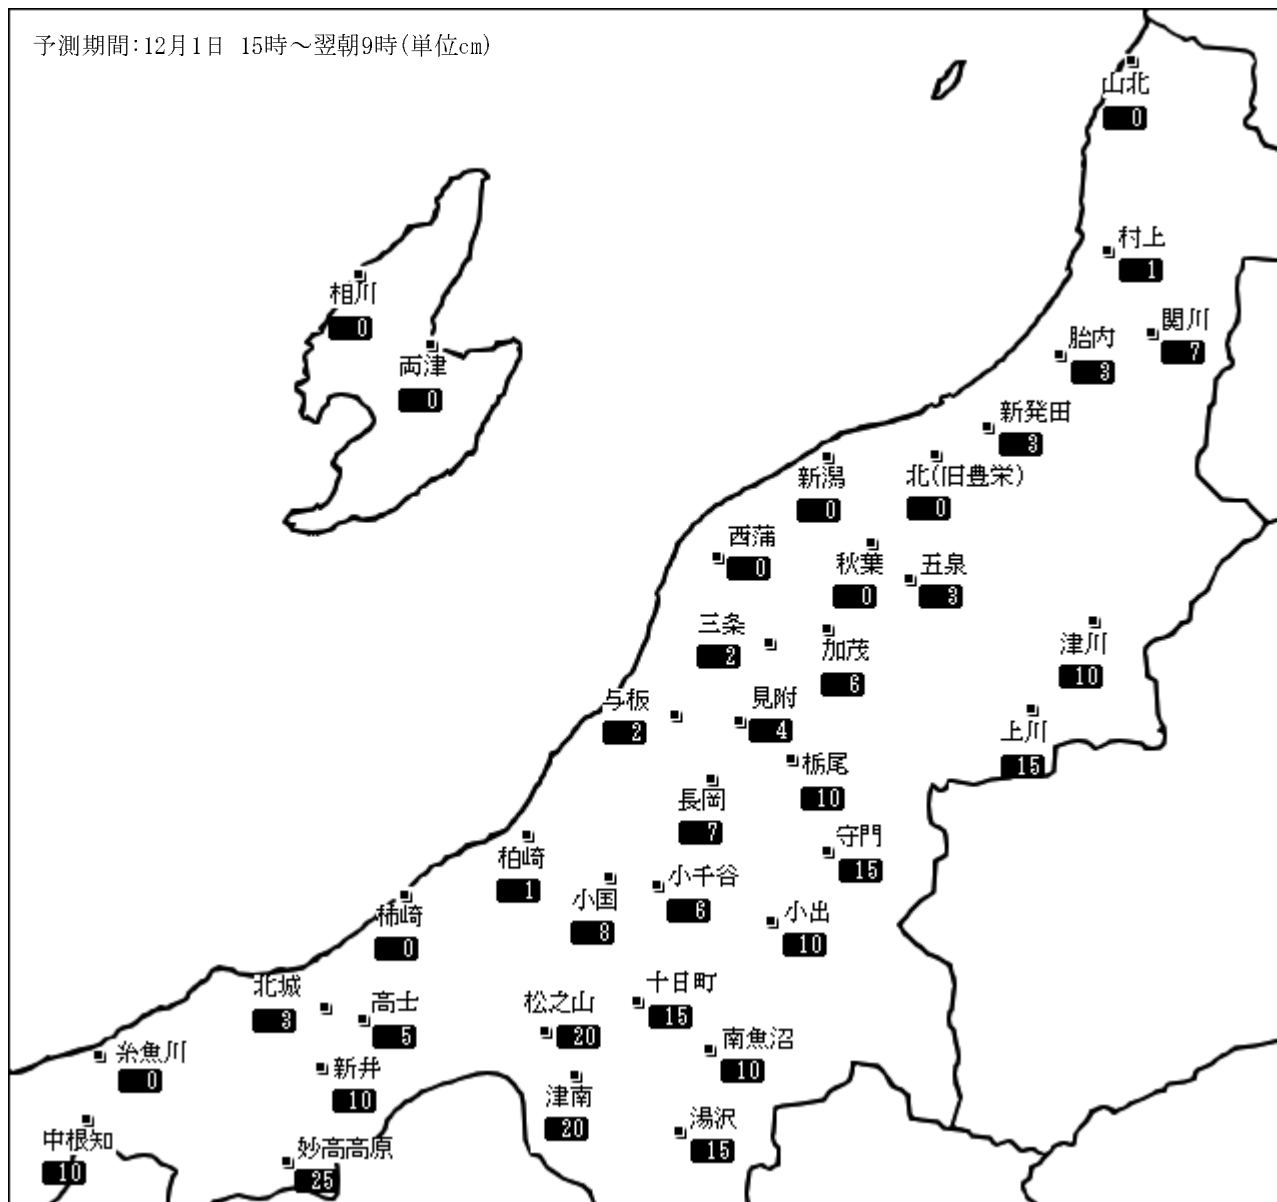 予測期間:12月1日 15時～翌朝9時(単位cm)
山北
0
村上
1
相川
0
関川
7
胎内
3
両津
0
新発田
3
新潟
0
北(旧豊栄)
0
西蒲
0
秋葉
0
五泉
3
三条
2
加茂
6
津川
10
与板
2
見附
4
上川
15
栃尾
10
長岡
7
守門
15
柏崎
1
小国
8
小千谷
6
小出
10
柿崎
0
北城
3
高士
5
松之山
20
十日町
15
南魚沼
10
糸魚川
0
新井
10
津南
20
湯沢
15
中根知
10
妙高高原
25